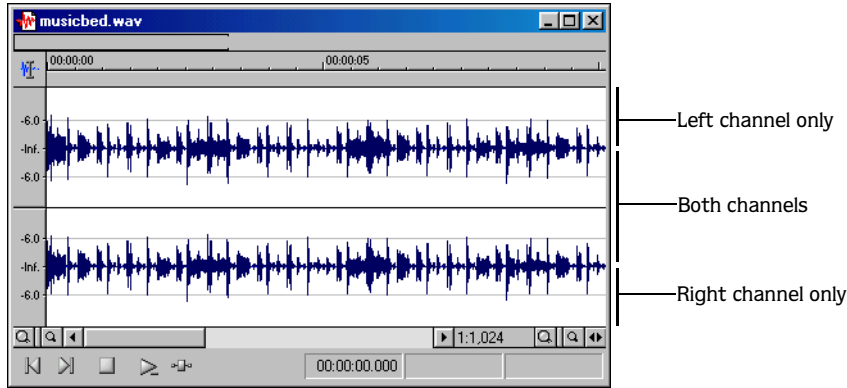 musicbed.wav
00:00:00 00:00:05
-6.0
-Inf.
-6.0
-6.0
-Inf.
-6.0
Left channel only
Both channels
Right channel only
1:1,024
00:00:00.000